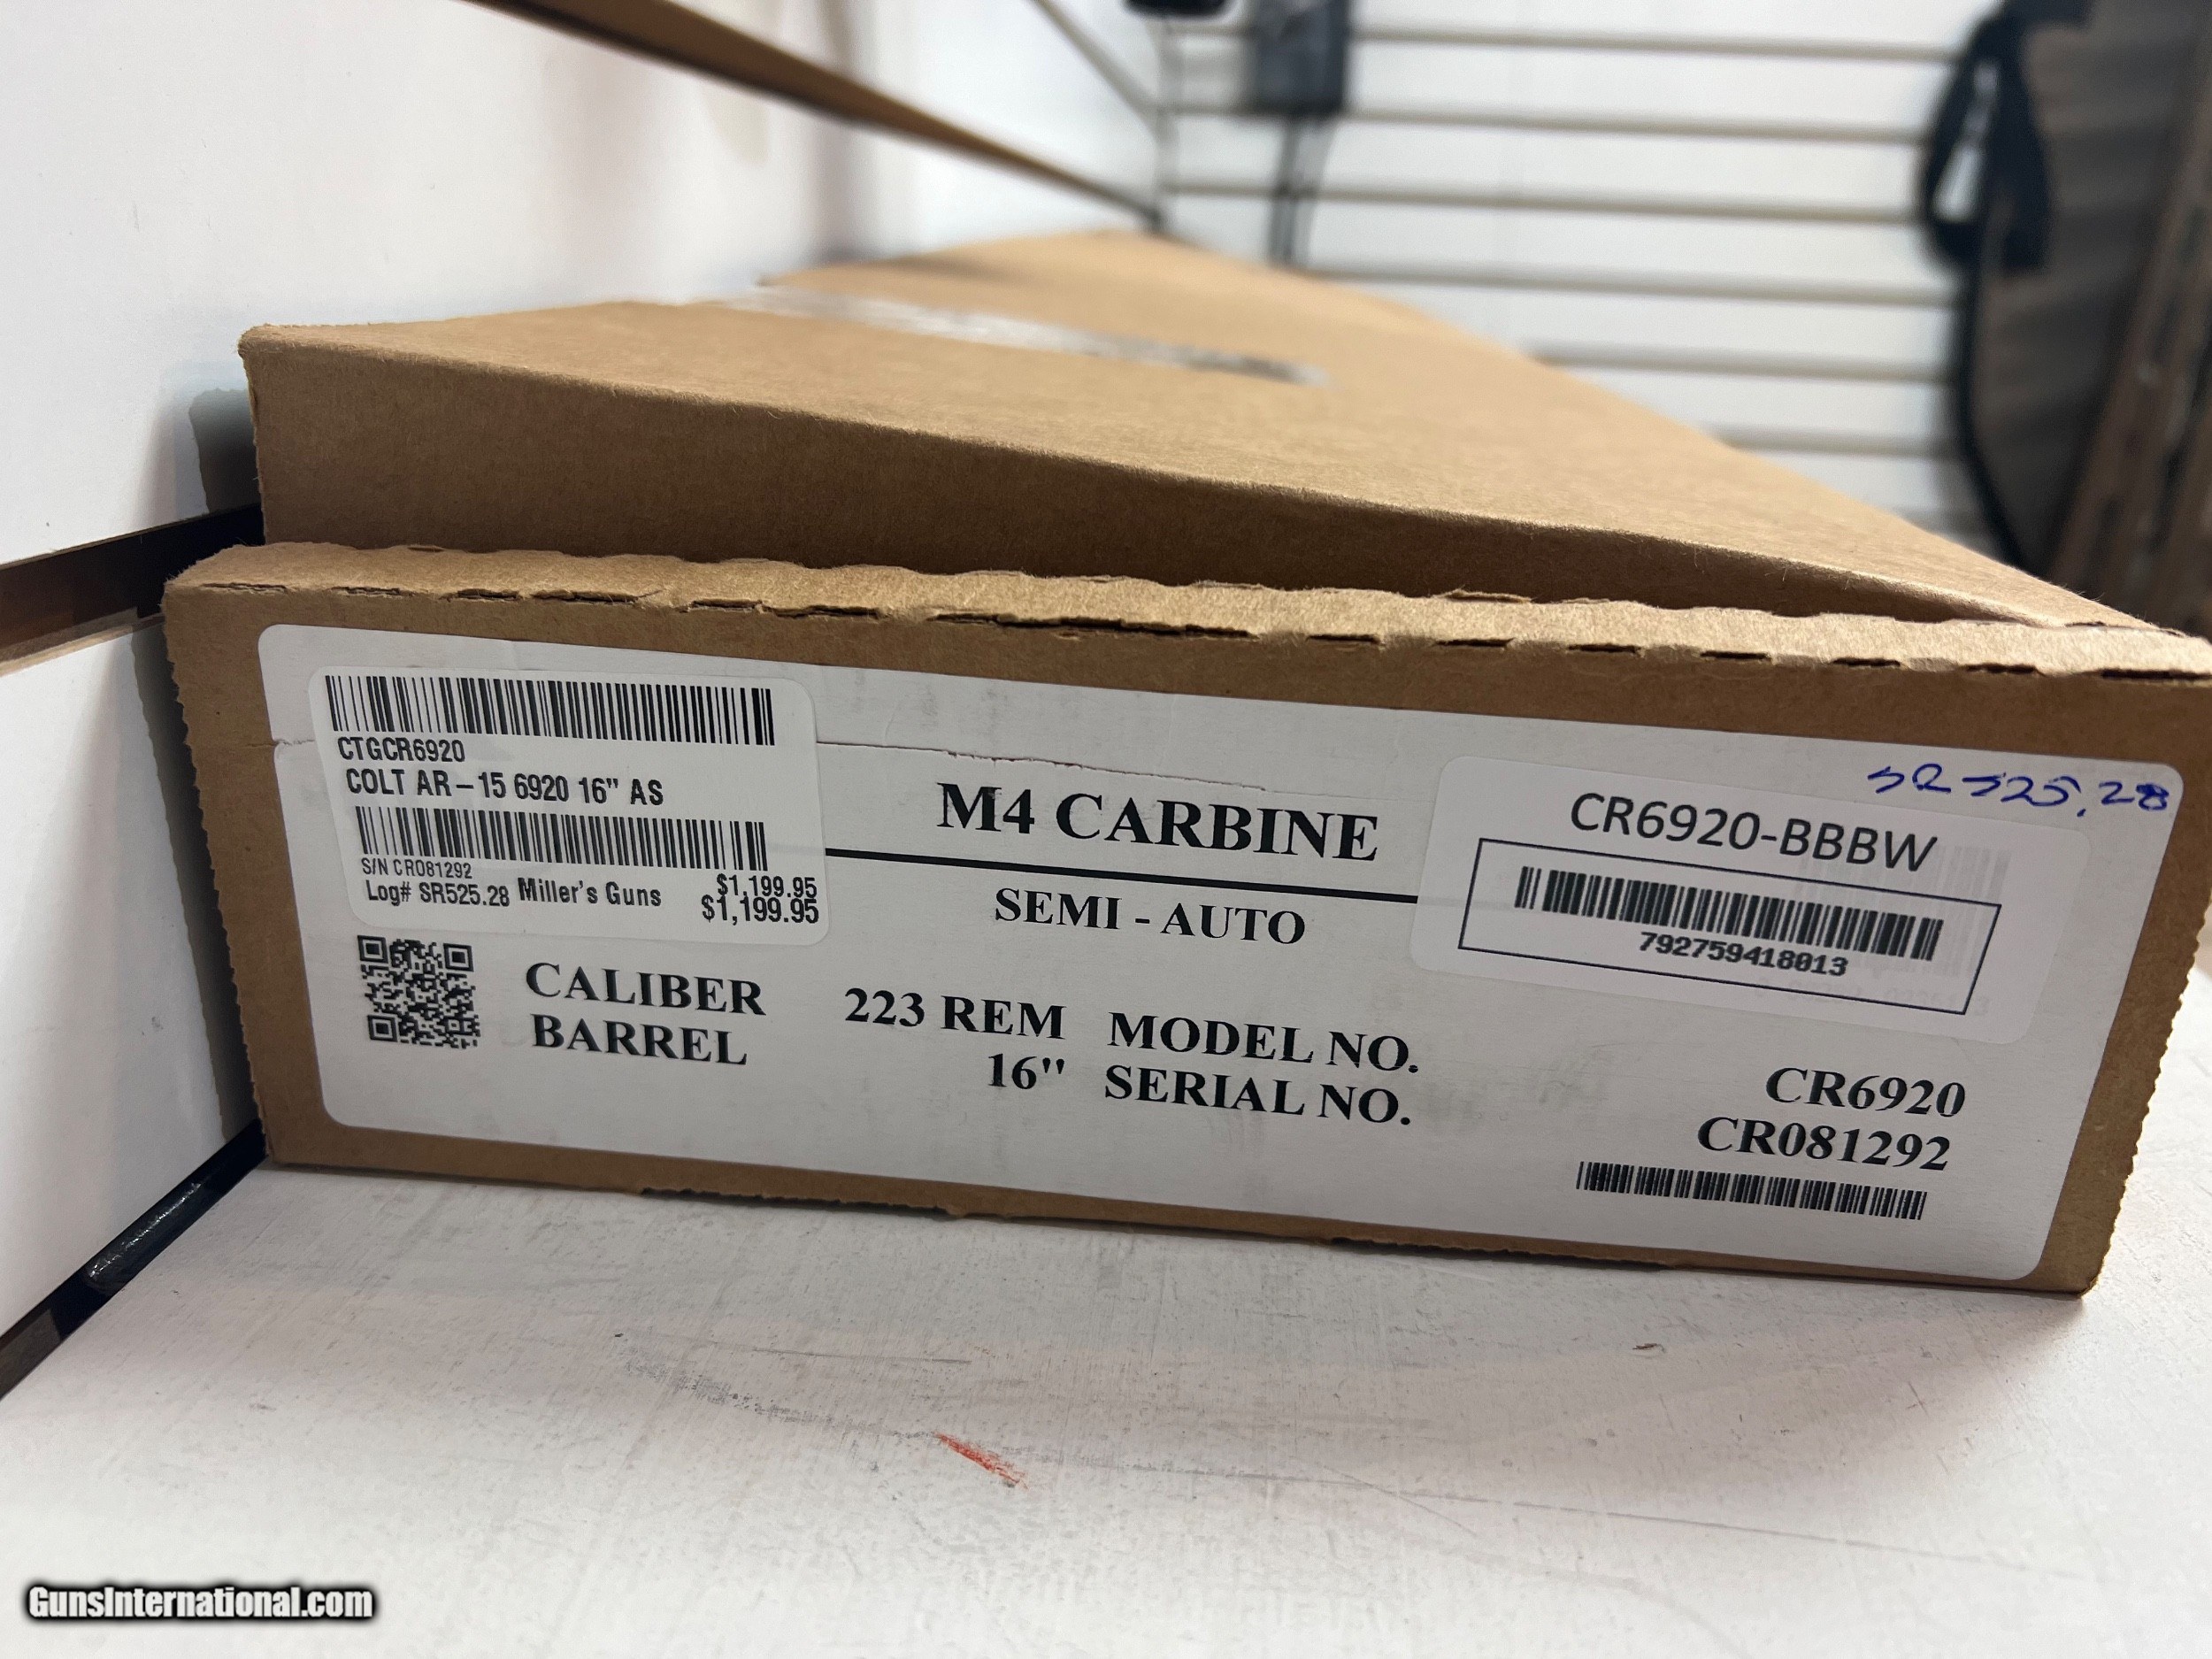 CTGCR6920
COLT AR-15 6920 16" AS
S/N CR081292
Log# SR525.28 Miller's Guns
$1,199.95
$1,199.95
M4 CARBINE
SEMI - AUTO
CR6920-BBBW
792759418013
SR 525.28
CALIBER 223 REM MODEL NO. CR6920
BARREL 16" SERIAL NO. CR081292
GunsInternational.com